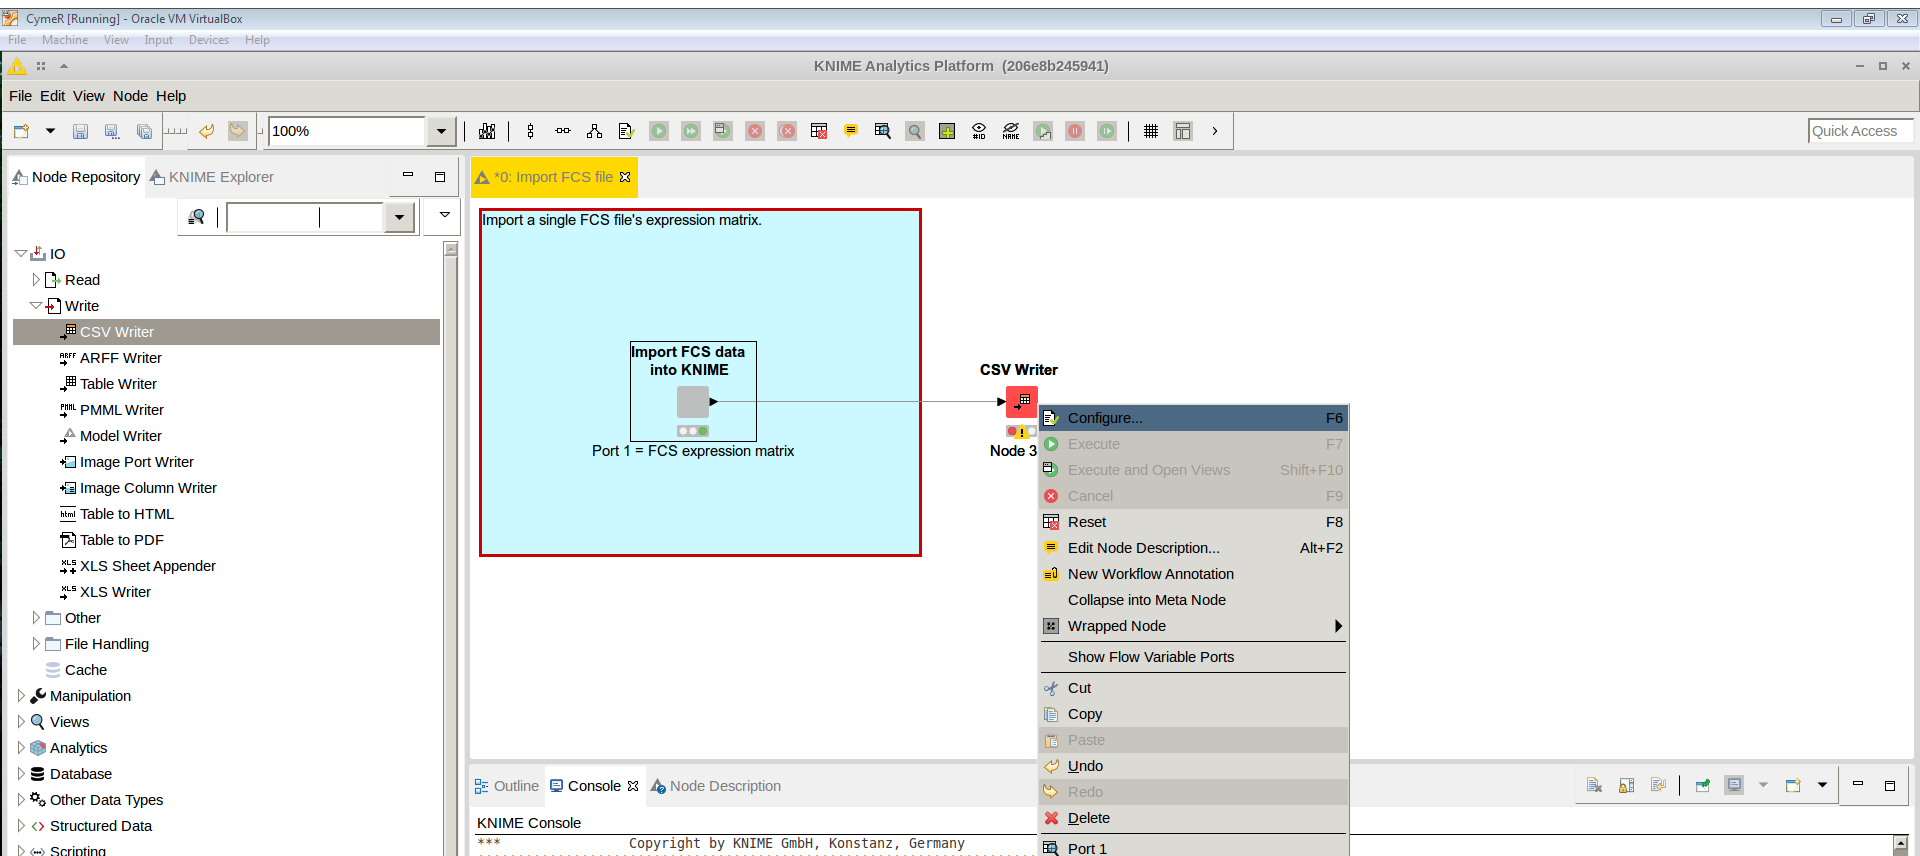 CymeR [Running] - Oracle VM VirtualBox
File Machine View Input Devices Help
KNIME Analytics Platform (206e8b245941)
File Edit View Node Help
100%
#ID
NAME
Quick Access
Node Repository
KNIME Explorer
*0: Import FCS file
Import a single FCS file's expression matrix.
IO
Read
Write
CSV Writer
ARFF Writer
Table Writer
PMML Writer
Model Writer
Image Port Writer
Image Column Writer
Table to HTML
Table to PDF
XLS Sheet Appender
XLS Writer
Other
File Handling
Cache
Manipulation
Views
Analytics
Database
Other Data Types
Structured Data
Scripting
Import FCS data
into KNIME
Port 1 = FCS expression matrix
CSV Writer
Node 3
Configure... F6
Execute F7
Execute and Open Views Shift+F10
Cancel F9
Reset F8
Edit Node Description... Alt+F2
New Workflow Annotation
Collapse into Meta Node
Wrapped Node
Show Flow Variable Ports
Cut
Copy
Paste
Undo
Redo
Delete
Port 1
Outline
Console
Node Description
KNIME Console
*** Copyright by KNIME GmbH, Konstanz, Germany